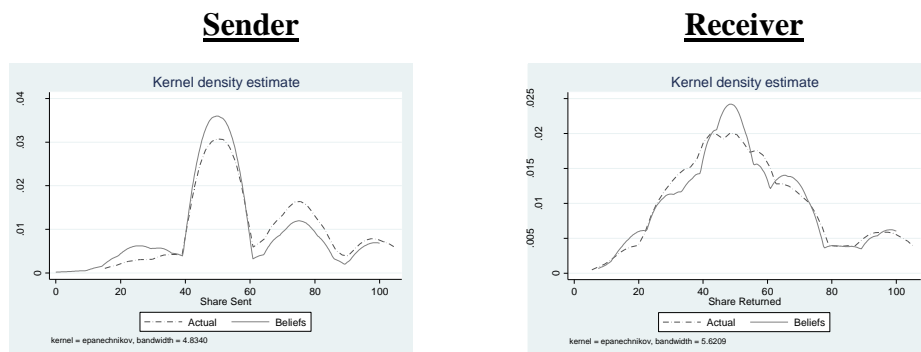 Sender
Receiver
Kernel density estimate
.04
.03
.02
.01
0
0 20 40 60 80 100
Share Sent
Actual Beliefs
kernel = epanechnikov, bandwidth = 4.8340
Kernel density estimate
.025
.02
.015
.01
.005
0
0 20 40 60 80 100
Share Returned
Actual Beliefs
kernel = epanechnikov, bandwidth = 5.6209